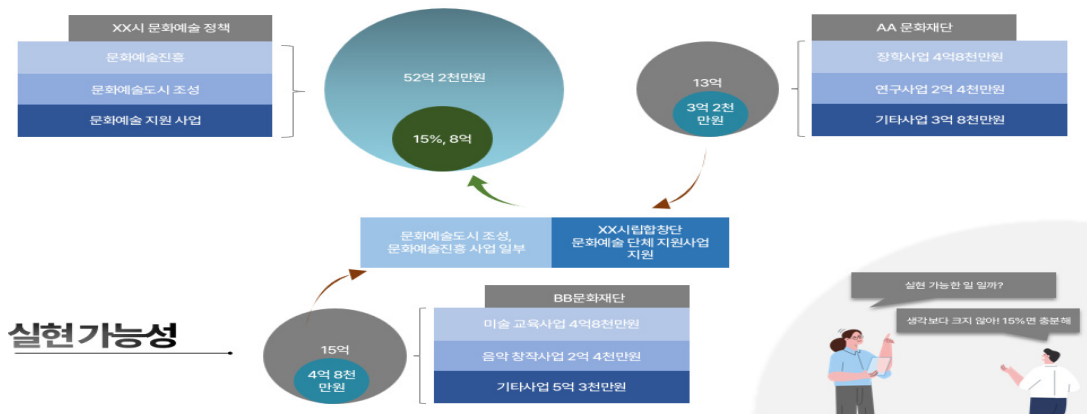 XX시 문화예술 정책
문화예술진흥
문화예술도시 조성
문화예술 지원 사업
52억 2천만원
15%, 8억
13억
3억 2천
만원
AA 문화재단
장학사업 4억8천만원
연구사업 2억 4천만원
기타사업 3억 8천만원
문화예술도시 조성,
문화예술진흥 사업 일부
XX시립합창단
문화예술 단체 지원사업
지원
실현 가능성
15억
4억 8천
만원
BB문화재단
미술 교육사업 4억8천만원
음악 창작사업 2억 4천만원
기타사업 5억 3천만원
실현 가능한 일 일까?
생각보다 크지 않아! 15%면 충분해